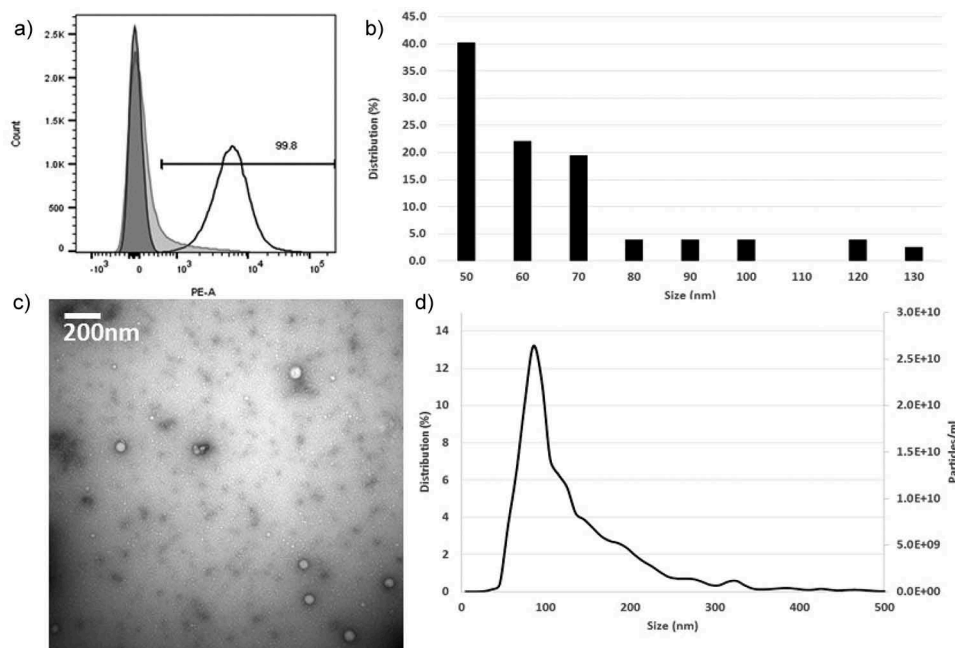 a)
2.5K
2.0K
1.5K
1.0K
500
0
Count
99.8
-10³ 0 10³ 10⁴ 10⁵
PE-A
b)
45.0
40.0
35.0
30.0
25.0
20.0
15.0
10.0
5.0
0.0
Distribution (%)
50 60 70 80 90 100 110 120 130
Size (nm)
c)
200nm
d)
14
12
10
8
6
4
2
0
Distribution (%)
3.0E+10
2.5E+10
2.0E+10
1.5E+10
1.0E+10
5.0E+09
0.0E+00
Particles/ml
0 100 200 300 400 500
Size (nm)